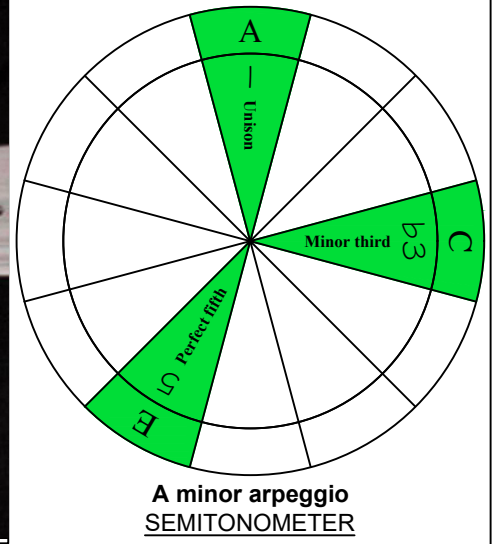 A
1
Unison
Minor third
b3
C
Perfect fifth
5
E
A minor arpeggio
SEMITONOMETER